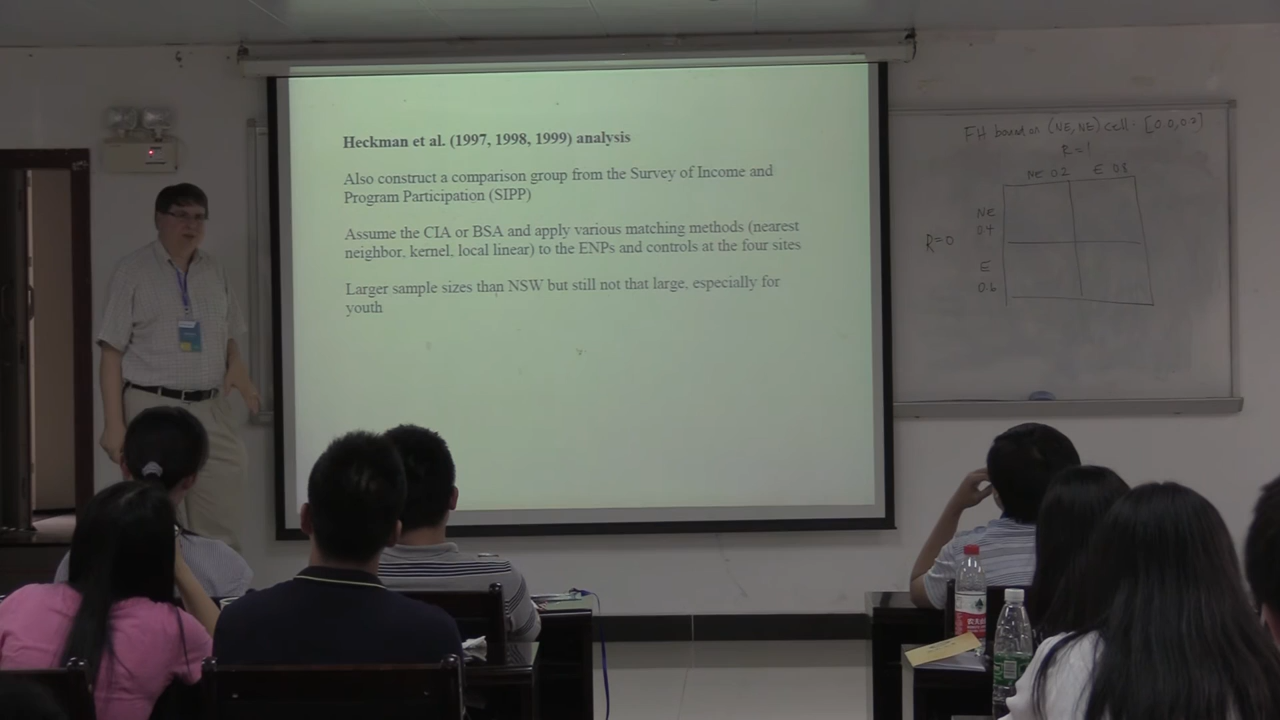 Heckman et al. (1997, 1998, 1999) analysis
Also construct a comparison group from the Survey of Income and
Program Participation (SIPP)
Assume the CIA or BSA and apply various matching methods (nearest
neighbor, kernel, local linear) to the ENPs and controls at the four sites
Larger sample sizes than NSW but still not that large, especially for
youth
FH bound on (NE, NE) cell: [0.0, 0.2]
R=1
NE 0.2 E 0.8
NE
0.4
R=0
E
0.6